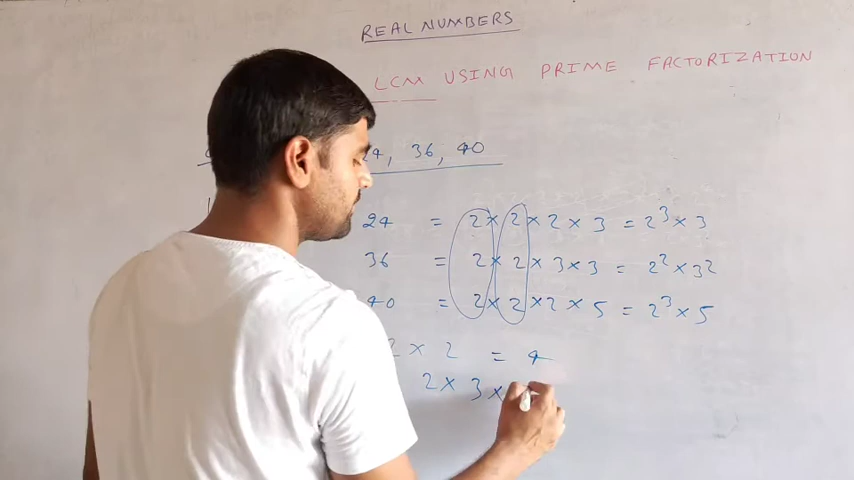 REAL NUMBERS
LCM USING PRIME FACTORIZATION
24, 36, 40
24 = 2 × 2 × 2 × 3 = 2³ × 3
36 = 2 × 2 × 3 × 3 = 2² × 3²
40 = 2 × 2 × 2 × 5 = 2³ × 5
2 × 2 = 4
2 × 3 ×